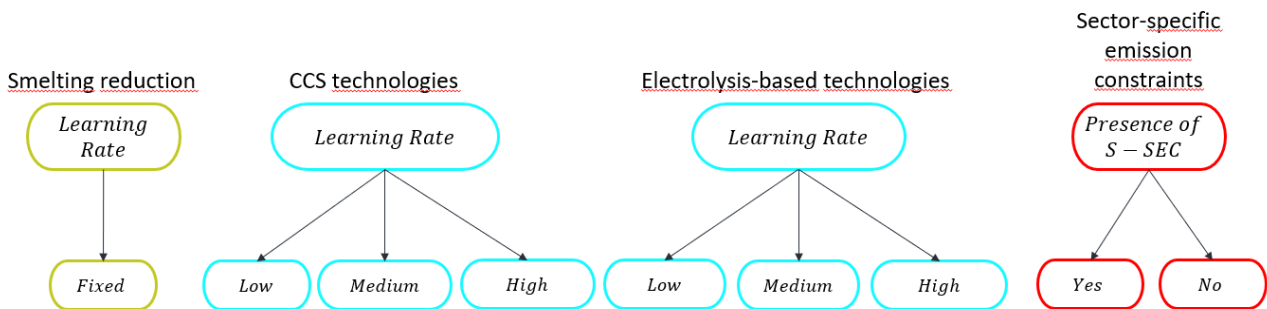 Sector-specific
emission
constraints
Smelting reduction
CCS technologies
Electrolysis-based technologies
Learning
Rate
Learning Rate
Learning Rate
Presence of
S − SEC
Fixed
Low
Medium
High
Low
Medium
High
Yes
No